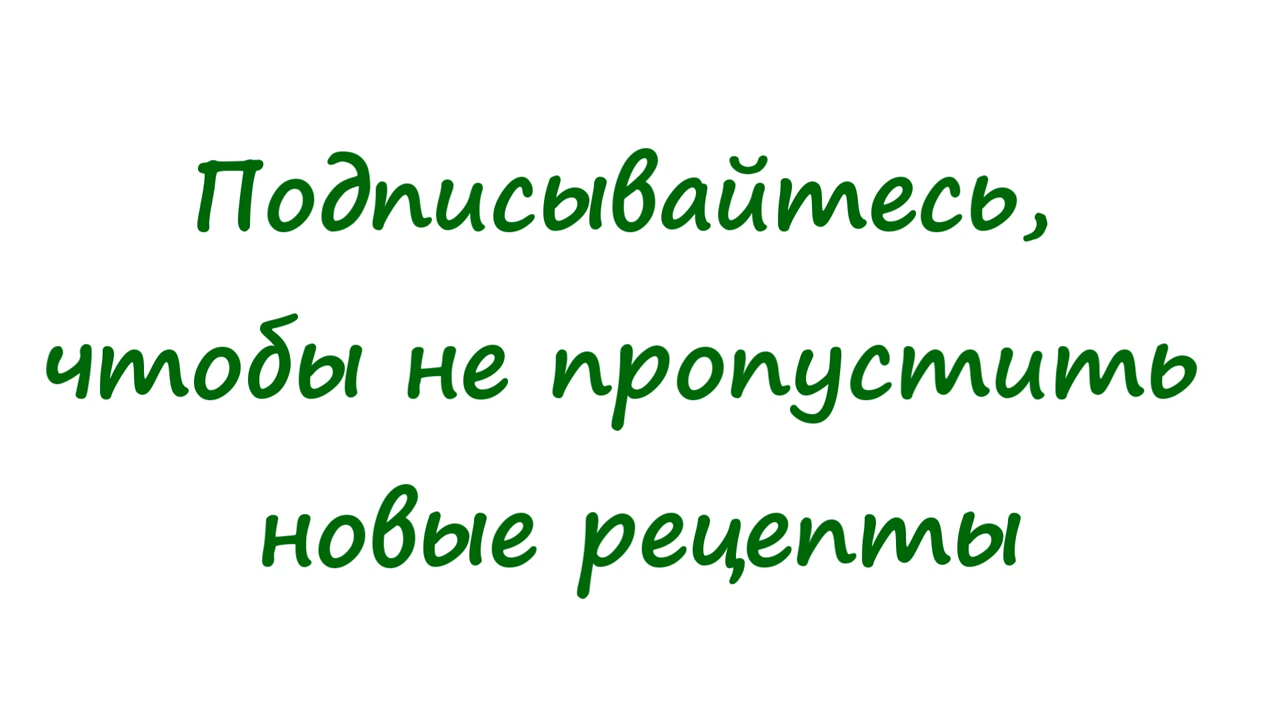 Подписывайтесь,
чтобы не пропустить
новые рецепты